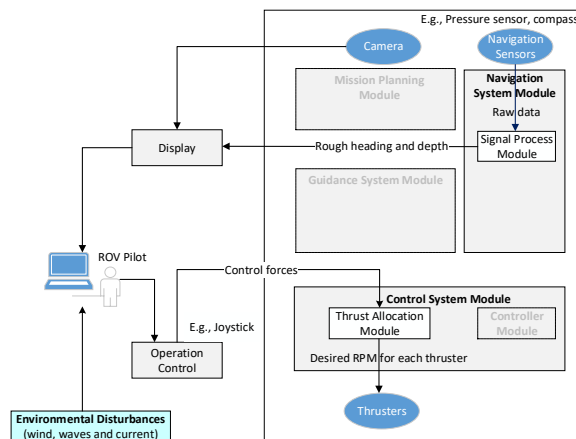 E.g., Pressure sensor, compass
Camera
Navigation
Sensors
Mission Planning
Module
Navigation
System Module
Raw data
Display
Rough heading and depth
Signal Process
Module
Guidance System Module
ROV Pilot
Control forces
E.g., Joystick
Control System Module
Thrust Allocation
Module
Controller
Module
Operation
Control
Desired RPM for each thruster
Thrusters
Environmental Disturbances
(wind, waves and current)